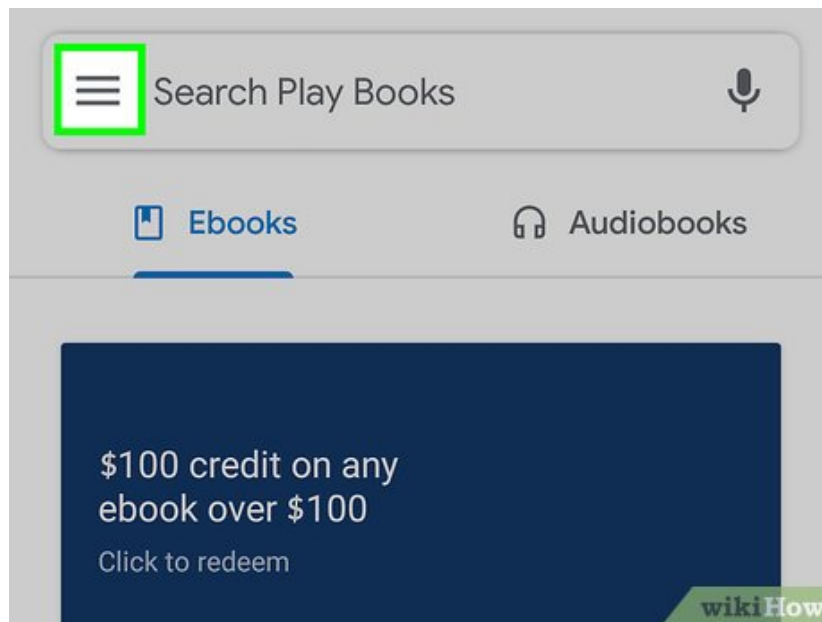 Search Play Books
Ebooks
Audiobooks
$100 credit on any
ebook over $100
Click to redeem
wikiHow